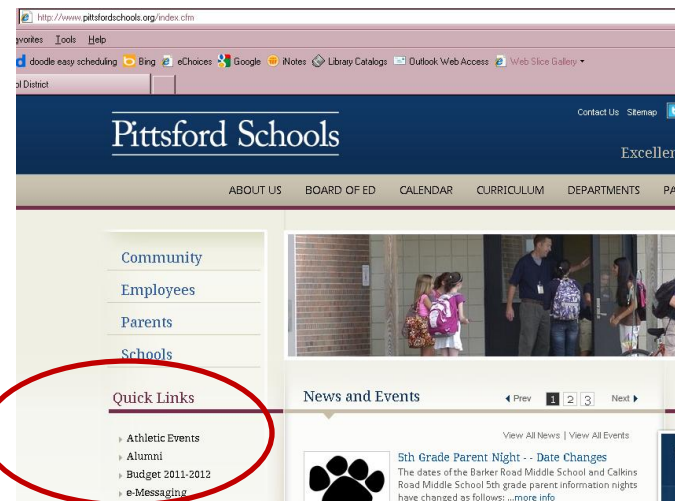 http://www.pittsfordschools.org/index.cfm
Tools Help
doodle easy scheduling Bing eChoices Google iNotes Library Catalogs Outlook Web Access Web Slice Gallery
District
Contact Us Sitemap
Pittsford Schools
ABOUT US BOARD OF ED CALENDAR CURRICULUM DEPARTMENTS
Community
Employees
Parents
Schools
Quick Links
Athletic Events
Alumni
Budget 2011-2012
e-Messaging
News and Events
Prev 1 2 3 Next
View All News | View All Events
5th Grade Parent Night - - Date Changes
The dates of the Barker Road Middle School and Calkins
Road Middle School 5th grade parent information nights
have changed as follows: ...more info